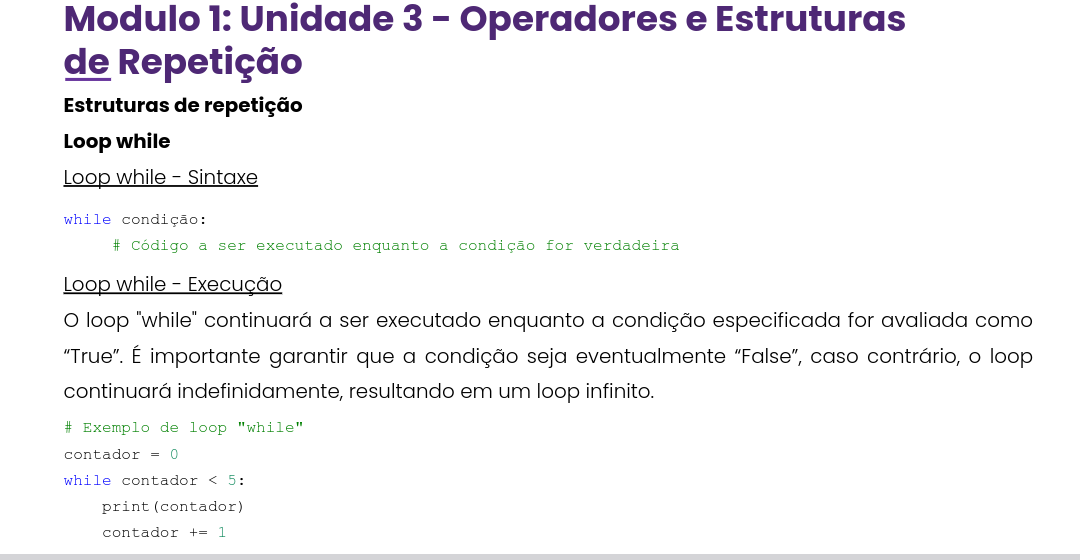 Modulo 1: Unidade 3 - Operadores e Estruturas
de Repetição
Estruturas de repetição
Loop while
Loop while - Sintaxe
while condição:
     # Código a ser executado enquanto a condição for verdadeira
Loop while - Execução
O loop "while" continuará a ser executado enquanto a condição especificada for avaliada como
“True”. É importante garantir que a condição seja eventualmente “False”, caso contrário, o loop
continuará indefinidamente, resultando em um loop infinito.
# Exemplo de loop "while"
contador = 0
while contador < 5:
    print(contador)
    contador += 1